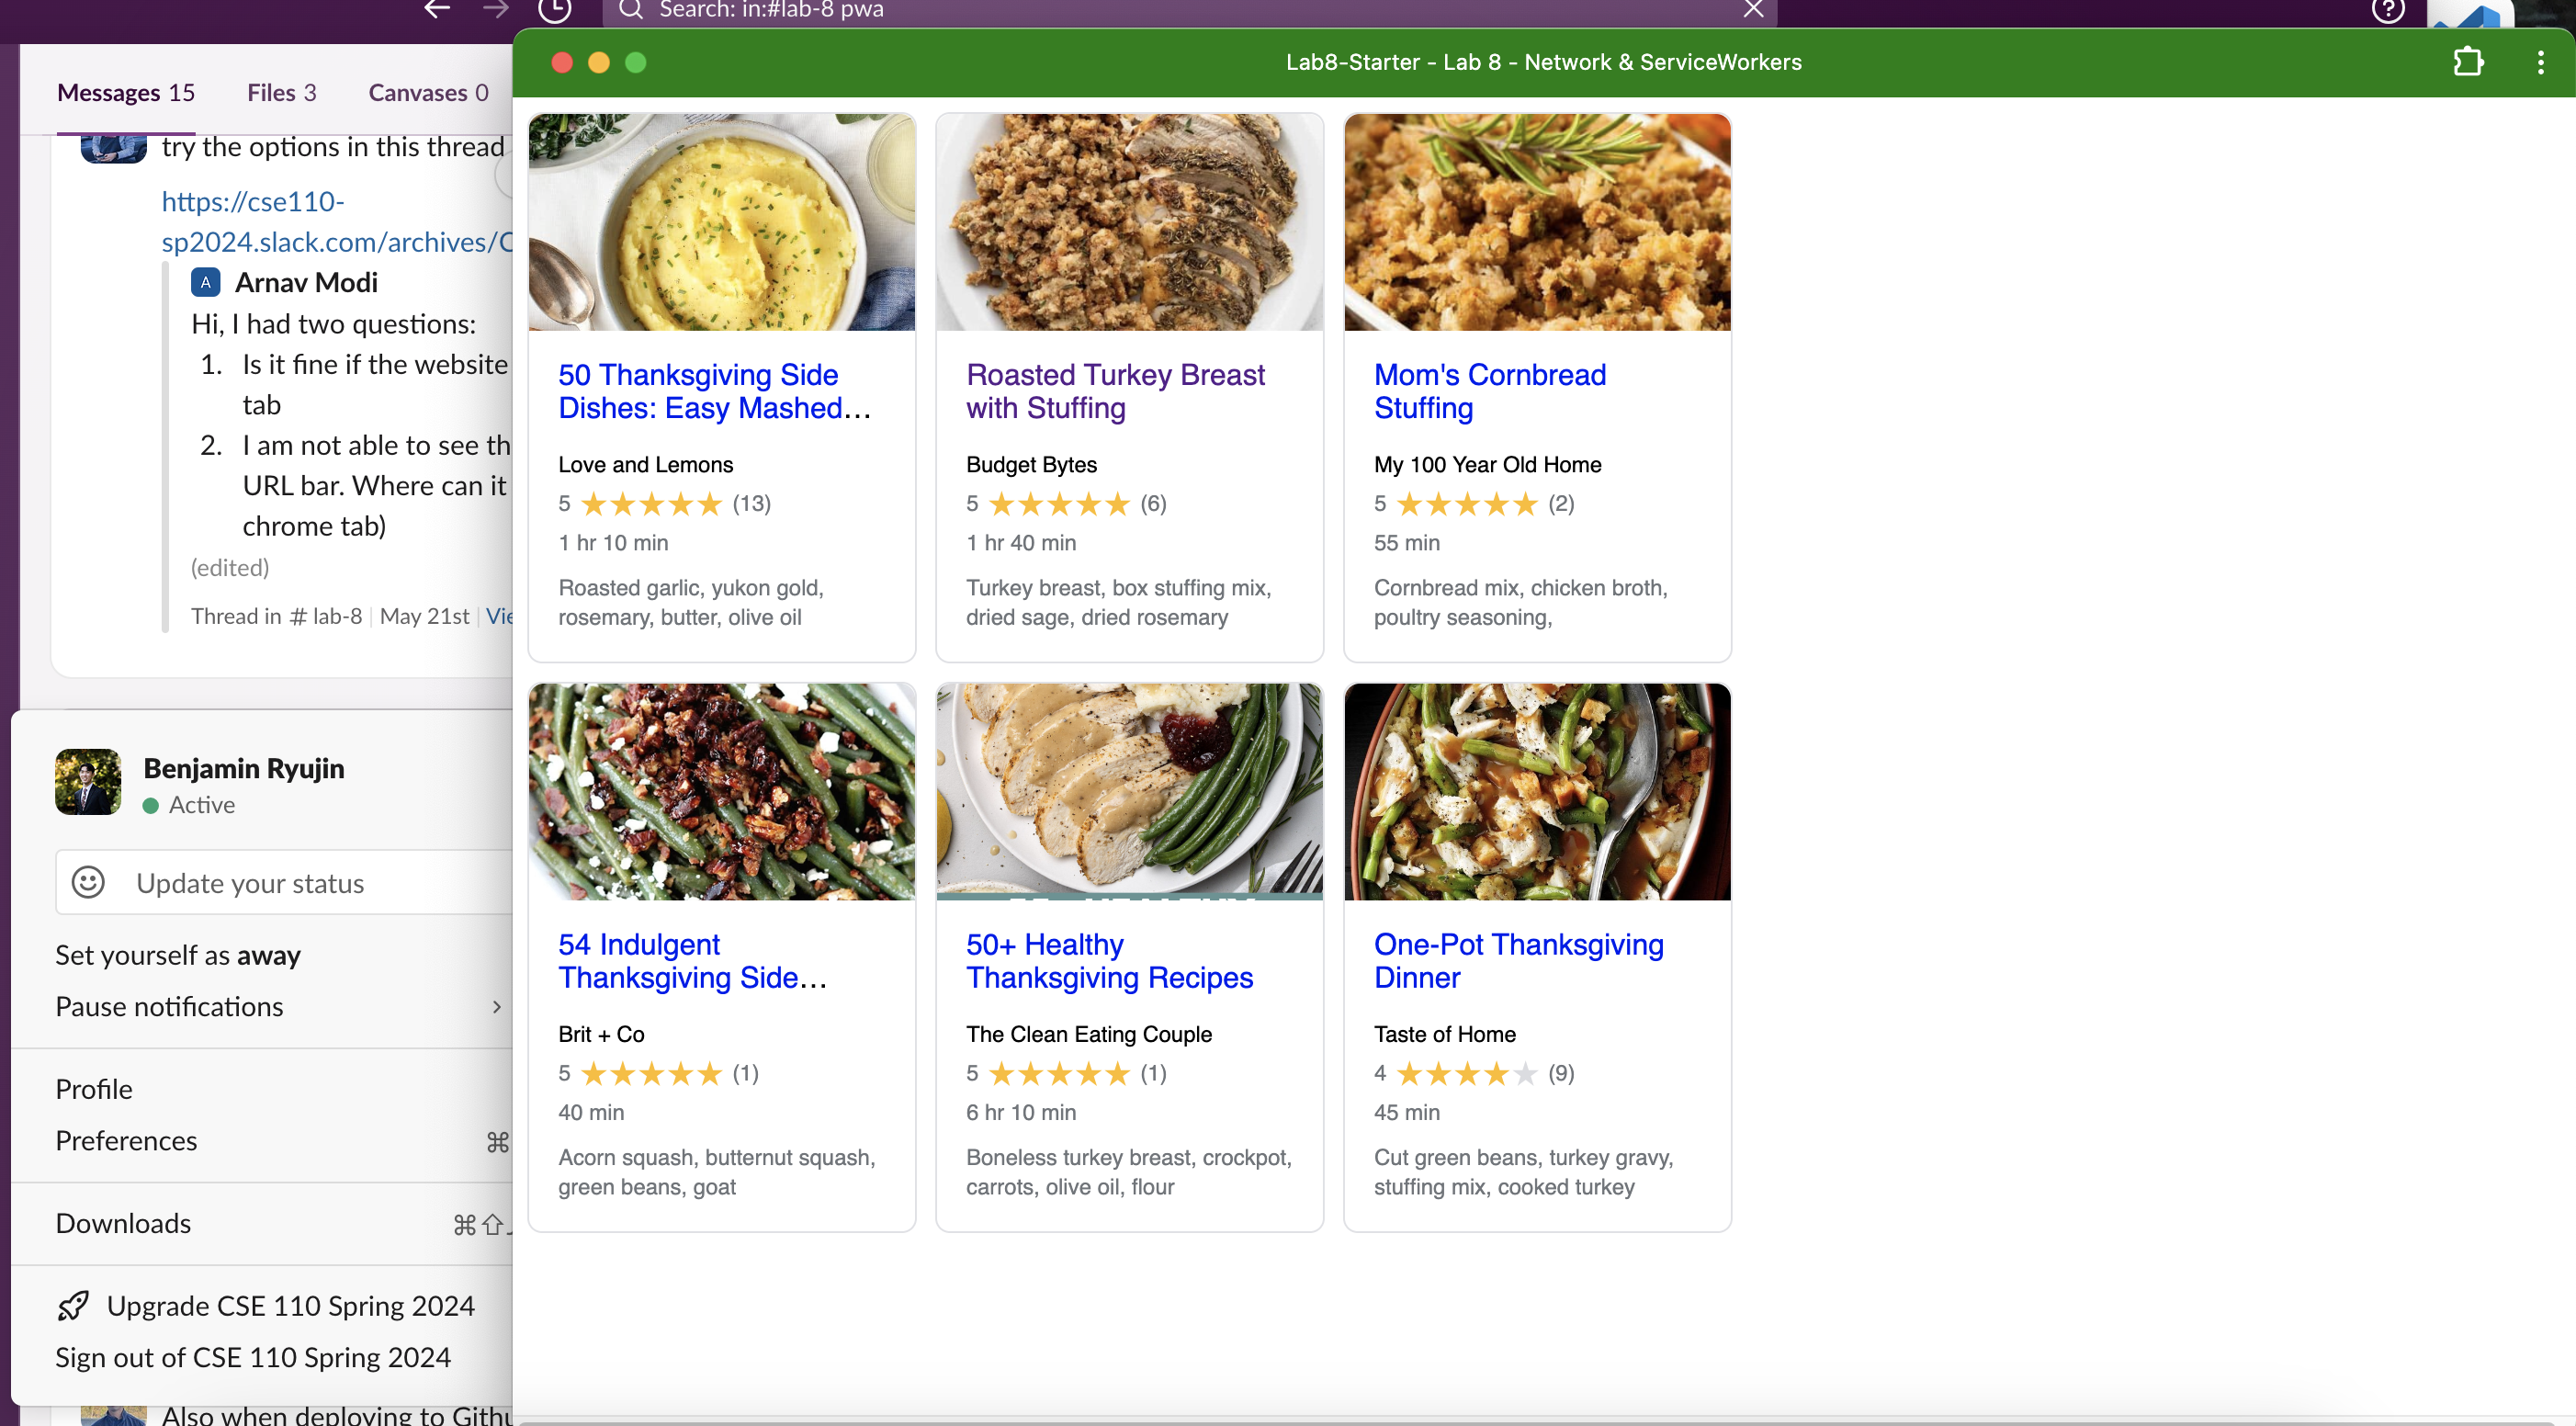 Search: in:#lab-8 pwa
Messages 15
Files 3
Canvases 0
try the options in this thread
https://cse110-
sp2024.slack.com/archives/C
A Arnav Modi
Hi, I had two questions:
1. Is it fine if the website
tab
2. I am not able to see th
URL bar. Where can it
chrome tab)
(edited)
Thread in # lab-8 | May 21st | Vie
Benjamin Ryujin
Active
Update your status
Set yourself as away
Pause notifications
Profile
Preferences ⌘
Downloads ⌘⇧
Upgrade CSE 110 Spring 2024
Sign out of CSE 110 Spring 2024
Also when deploying to Githu
Lab8-Starter - Lab 8 - Network & ServiceWorkers
50 Thanksgiving Side
Dishes: Easy Mashed...
Love and Lemons
5 ★★★★★ (13)
1 hr 10 min
Roasted garlic, yukon gold,
rosemary, butter, olive oil
Roasted Turkey Breast
with Stuffing
Budget Bytes
5 ★★★★★ (6)
1 hr 40 min
Turkey breast, box stuffing mix,
dried sage, dried rosemary
Mom's Cornbread
Stuffing
My 100 Year Old Home
5 ★★★★★ (2)
55 min
Cornbread mix, chicken broth,
poultry seasoning,
54 Indulgent
Thanksgiving Side...
Brit + Co
5 ★★★★★ (1)
40 min
Acorn squash, butternut squash,
green beans, goat
50+ Healthy
Thanksgiving Recipes
The Clean Eating Couple
5 ★★★★★ (1)
6 hr 10 min
Boneless turkey breast, crockpot,
carrots, olive oil, flour
One-Pot Thanksgiving
Dinner
Taste of Home
4 ★★★★★ (9)
45 min
Cut green beans, turkey gravy,
stuffing mix, cooked turkey